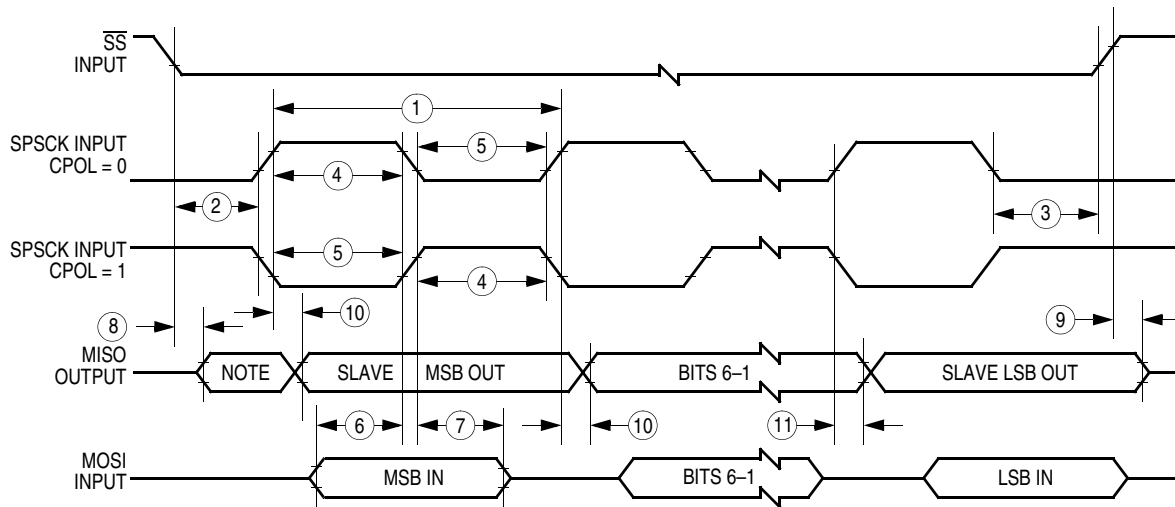 SS
INPUT
1
SPSCK INPUT
CPOL = 0
5
4
2
3
SPSCK INPUT
CPOL = 1
5
4
8
10
9
MISO
OUTPUT
NOTE
SLAVE
MSB OUT
BITS 6–1
SLAVE LSB OUT
6
7
10
11
MOSI
INPUT
MSB IN
BITS 6–1
LSB IN